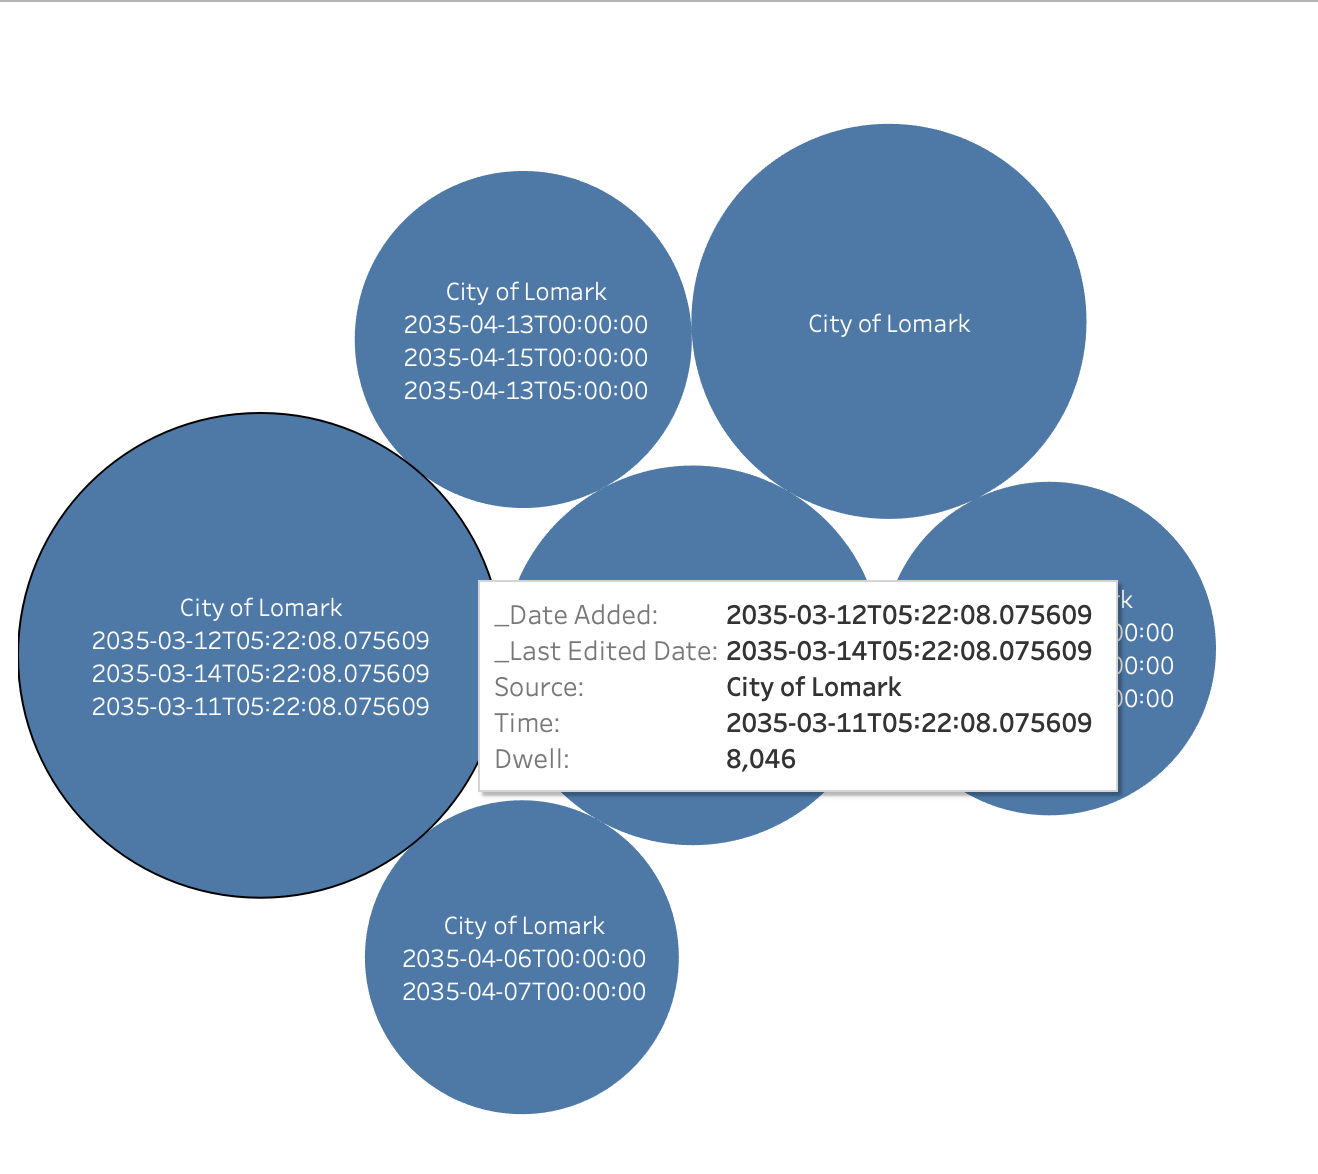 City of Lomark
2035-04-13T00:00:00
2035-04-15T00:00:00
2035-04-13T05:00:00
City of Lomark
City of Lomark
2035-03-12T05:22:08.075609
2035-03-14T05:22:08.075609
2035-03-11T05:22:08.075609
_Date Added: 2035-03-12T05:22:08.075609
_Last Edited Date: 2035-03-14T05:22:08.075609
Source: City of Lomark
Time: 2035-03-11T05:22:08.075609
Dwell: 8,046
City of Lomark
2035-04-06T00:00:00
2035-04-07T00:00:00